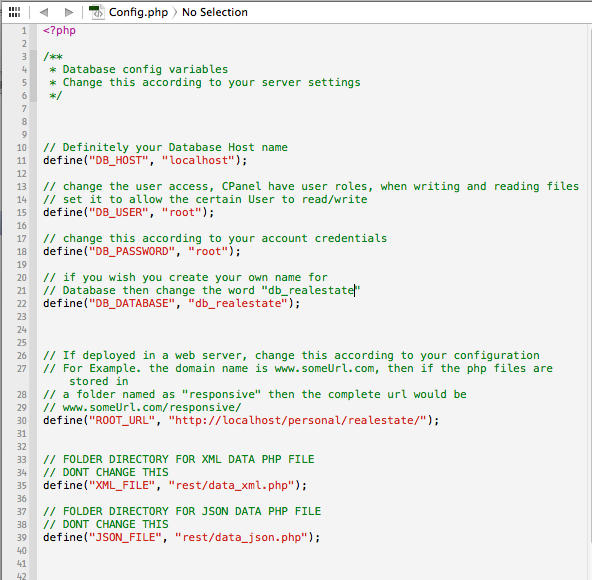 Config.php › No Selection
1 <?php
2
3 /**
4 * Database config variables
5 * Change this according to your server settings
6 */
7
8
9
10 // Definitely your Database Host name
11 define("DB_HOST", "localhost");
12
13 // change the user access, CPanel have user roles, when writing and reading files
14 // set it to allow the certain User to read/write
15 define("DB_USER", "root");
16
17 // change this according to your account credentials
18 define("DB_PASSWORD", "root");
19
20 // if you wish you create your own name for
21 // Database then change the word "db_realestate"
22 define("DB_DATABASE", "db_realestate");
23
24
25
26 // If deployed in a web server, change this according to your configuration
27 // For Example. the domain name is www.someUrl.com, then if the php files are
stored in
28 // a folder named as "responsive" then the complete url would be
29 // www.someUrl.com/responsive/
30 define("ROOT_URL", "http://localhost/personal/realestate/");
31
32
33 // FOLDER DIRECTORY FOR XML DATA PHP FILE
34 // DONT CHANGE THIS
35 define("XML_FILE", "rest/data_xml.php");
36
37 // FOLDER DIRECTORY FOR JSON DATA PHP FILE
38 // DONT CHANGE THIS
39 define("JSON_FILE", "rest/data_json.php");
40
41
42